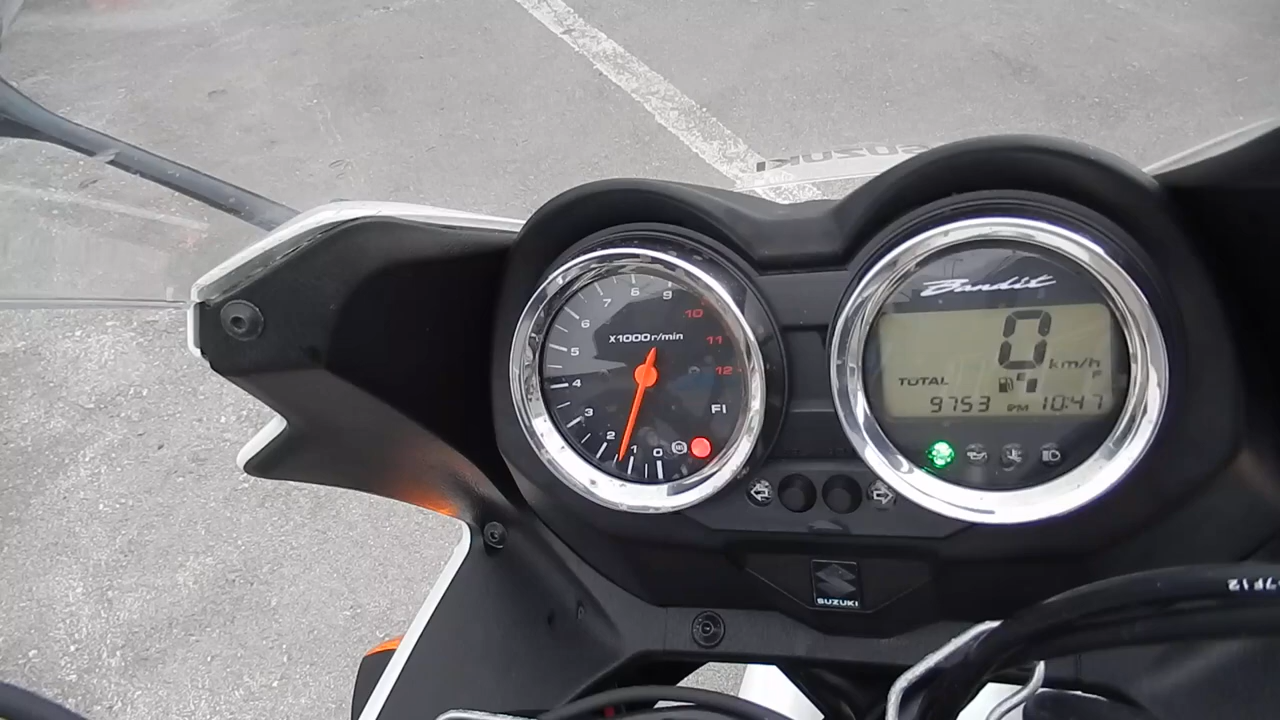 SUZUKI
Bandit
0 km/h
F
TOTAL
9753 PM 10:47
x1000r/min
0
1
2
3
4
5
6
7
8
9
10
11
12
FI
SUZUKI